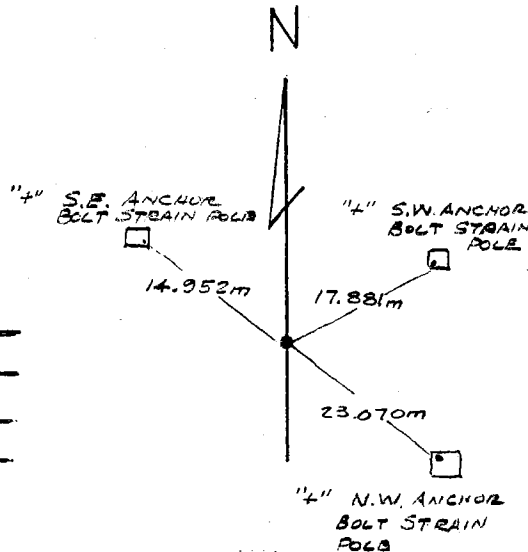 N
"+" S.E. ANCHOR
BOLT STRAIN POLE
"+" S.W. ANCHOR
BOLT STRAIN
POLE
14.952m
17.881m
23.070m
"+" N.W. ANCHOR
BOLT STRAIN
POLE